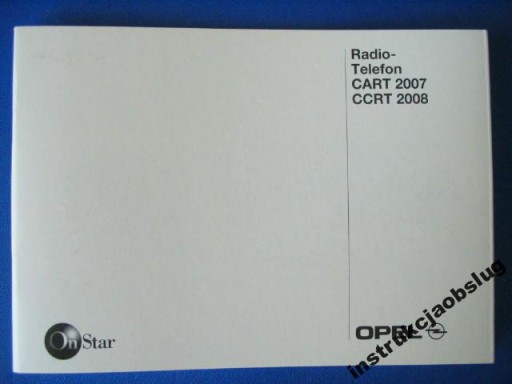 Radio-
Telefon
CART 2007
CCRT 2008
OnStar
OPEL
instrukcjaobslug